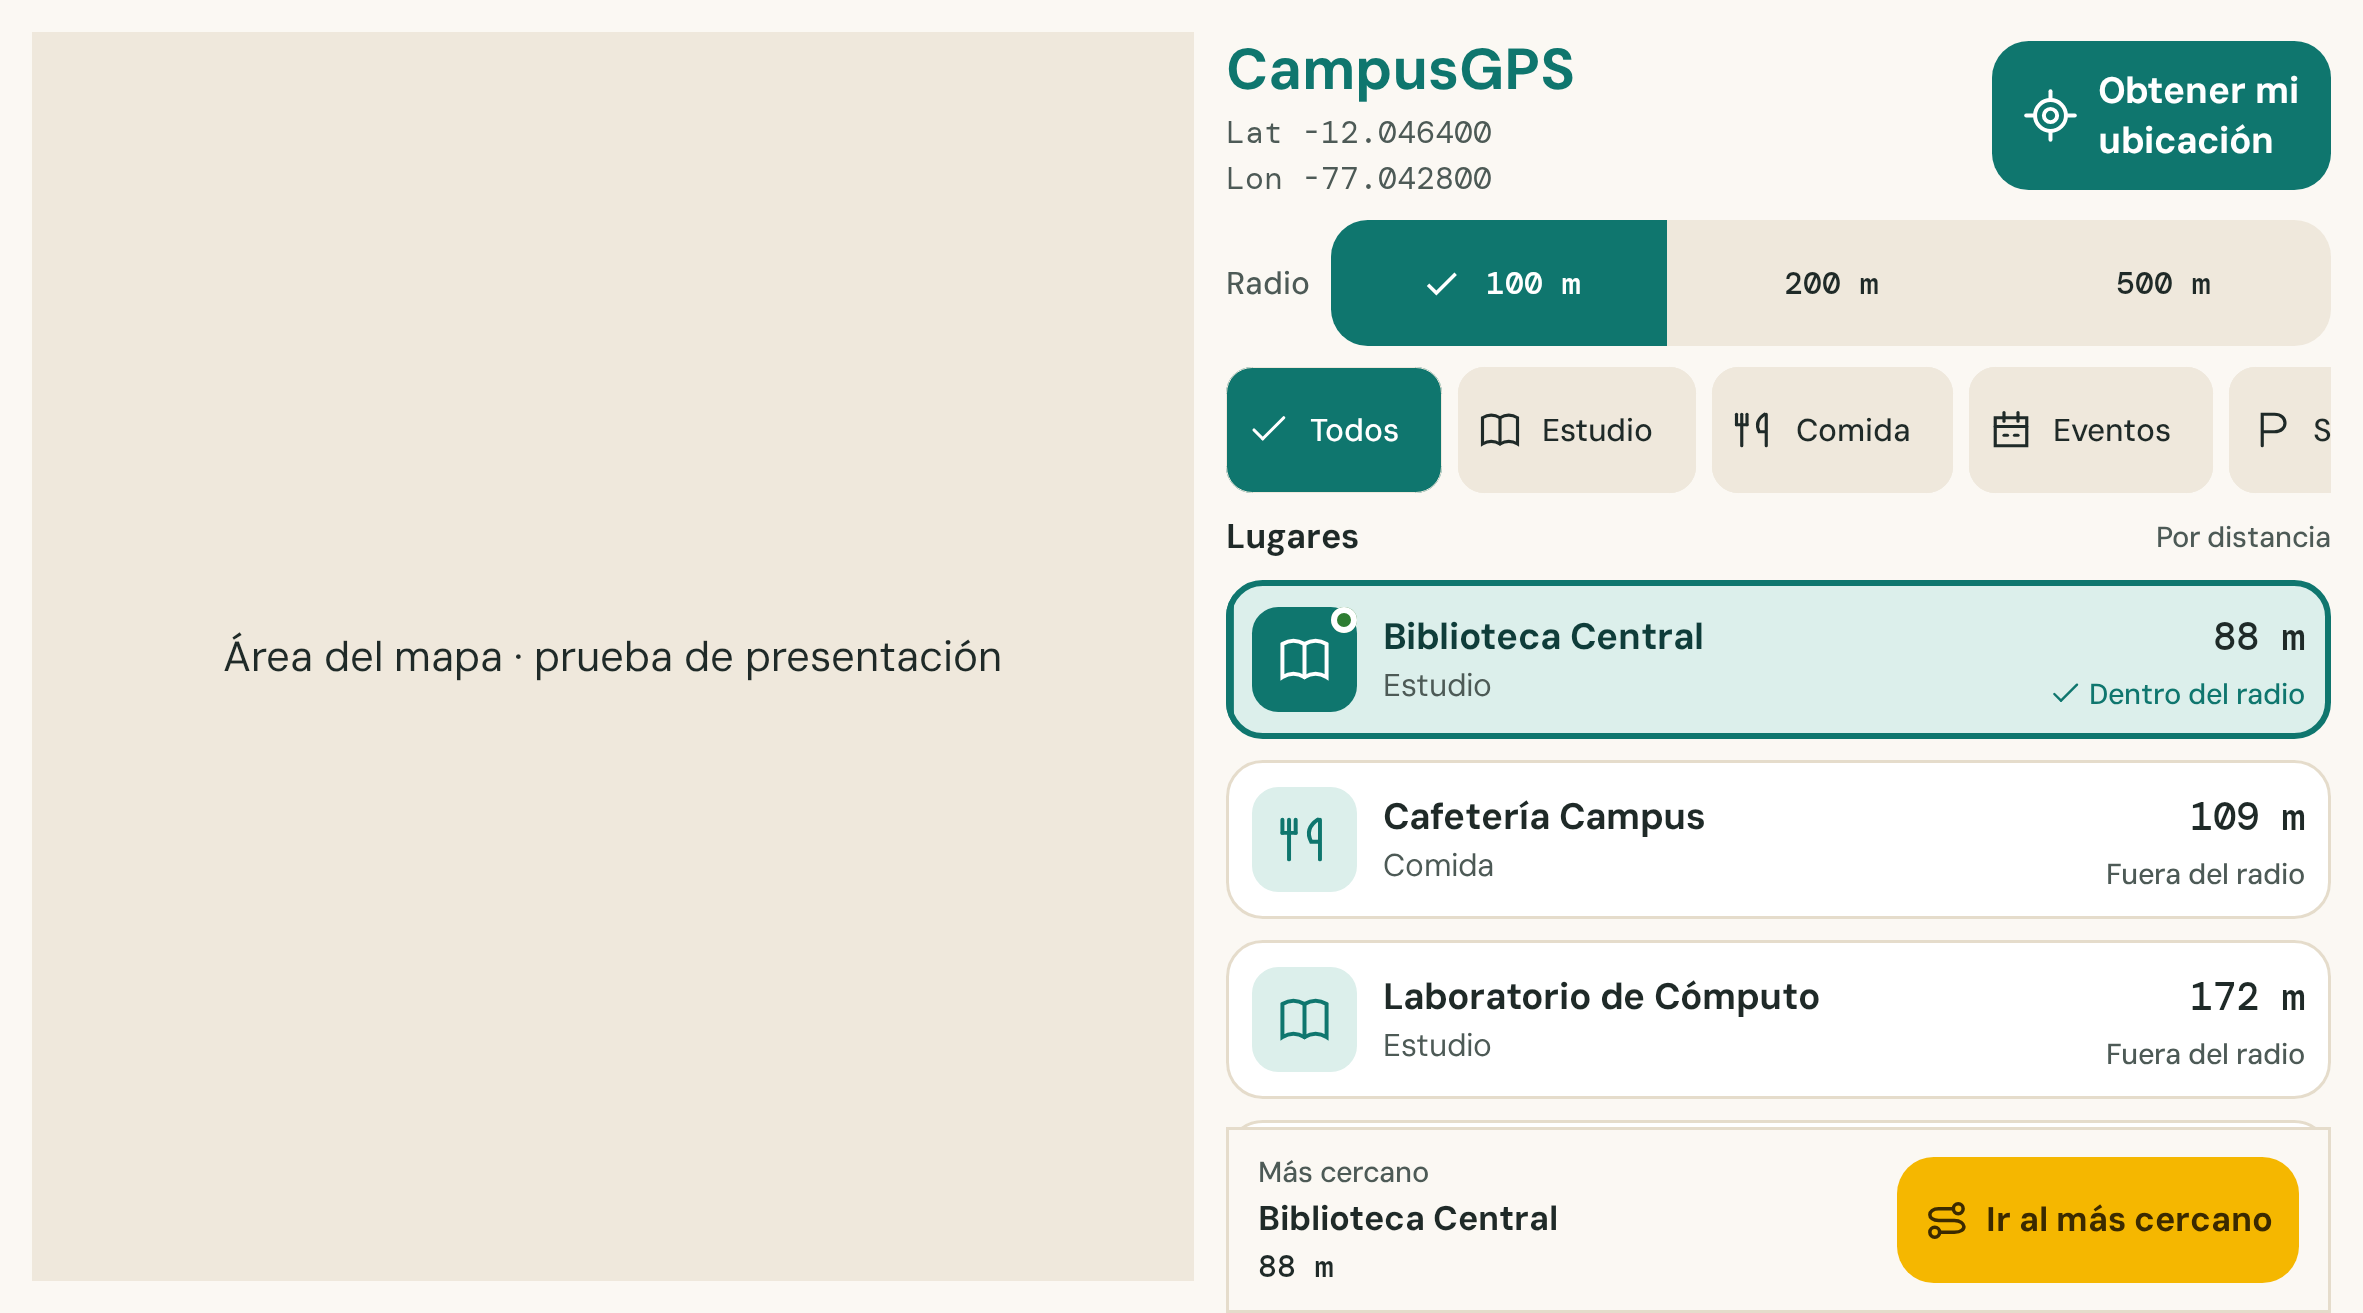 Área del mapa · prueba de presentación
CampusGPS
Lat -12.046400
Lon -77.042800
Obtener mi
ubicación
Radio
100 m
200 m
500 m
Todos
Estudio
Comida
Eventos
S
Lugares
Por distancia
Biblioteca Central
88 m
Estudio
Dentro del radio
Cafetería Campus
109 m
Comida
Fuera del radio
Laboratorio de Cómputo
172 m
Estudio
Fuera del radio
Más cercano
Biblioteca Central
88 m
Ir al más cercano